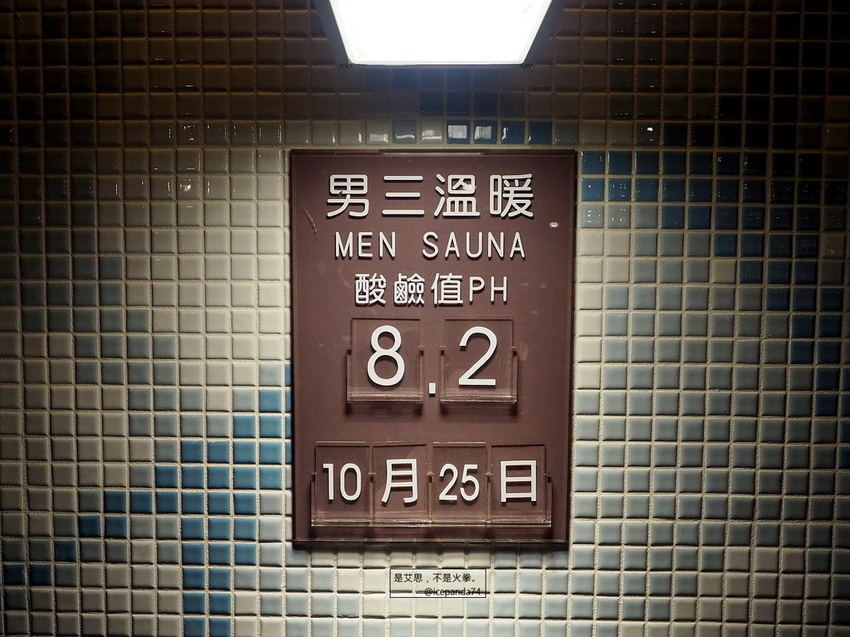 男三溫暖
MEN SAUNA
酸鹼值PH
8.2
10月25日
是艾思，不是火拳。
@icepanda74